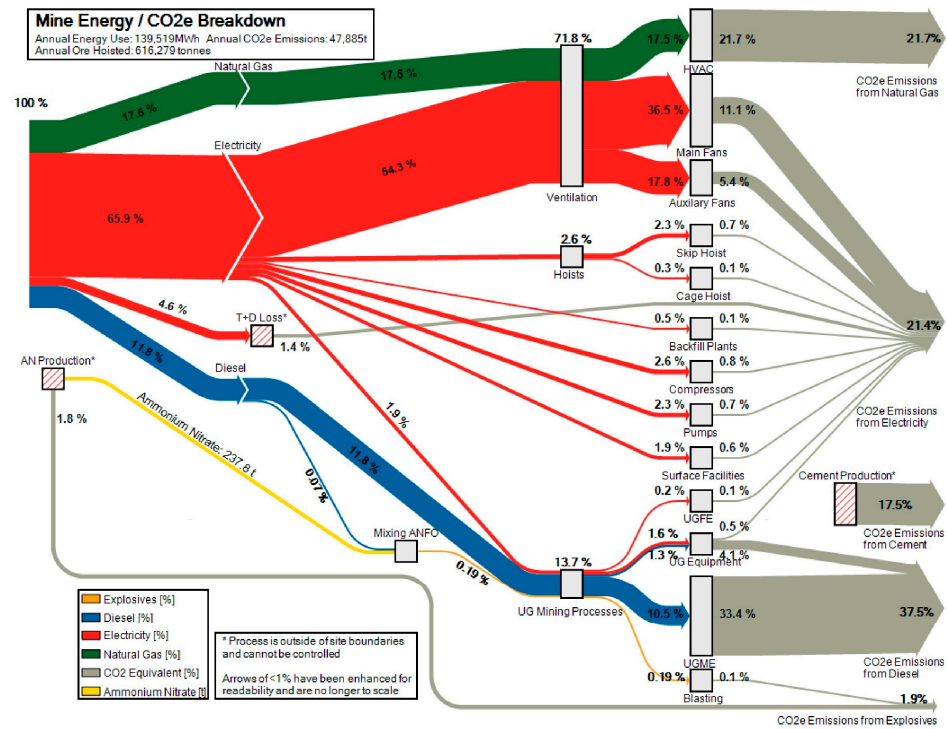 Mine Energy / CO2e Breakdown
Annual Energy Use: 139,519MWh Annual CO2e Emissions: 47,885t
Annual Ore Hoisted: 616,279 tonnes
100 %
17.5 %
Natural Gas
17.5 %
71.8 %
17.5 %
21.7 %
21.7%
HVAC
CO2e Emissions
from Natural Gas
65.9 %
Electricity
54.3 %
Ventilation
36.5 %
11.1 %
Main Fans
17.8 %
5.4 %
Auxilary Fans
2.6 %
Hoists
2.3 %
0.7 %
Skip Hoist
0.3 %
0.1 %
Cage Hoist
4.6 %
T+D Loss*
1.4 %
0.5 %
0.1 %
Backfill Plants
21.4%
CO2e Emissions
from Electricity
2.6 %
0.8 %
Compressors
2.3 %
0.7 %
Pumps
1.9 %
0.6 %
Surface Facilities
11.8 %
Diesel
11.8 %
1.9 %
AN Production*
1.8 %
Ammonium Nitrate: 237.8 t
0.07 %
Mixing ANFO
0.19 %
13.7 %
UG Mining Processes
0.2 %
0.1 %
UGFE
1.6 %
0.5 %
1.3 %
4.1 %
UG Equipment
Cement Production*
17.5%
CO2e Emissions
from Cement
10.5 %
33.4 %
UGME
37.5%
CO2e Emissions
from Diesel
0.19 %
0.1 %
Blasting
1.9%
CO2e Emissions from Explosives
Explosives [%]
Diesel [%]
Electricity [%]
Natural Gas [%]
CO2 Equivalent [%]
Ammonium Nitrate [t]
* Process is outside of site boundaries
and cannot be controlled
Arrows of <1% have been enhanced for
readability and are no longer to scale